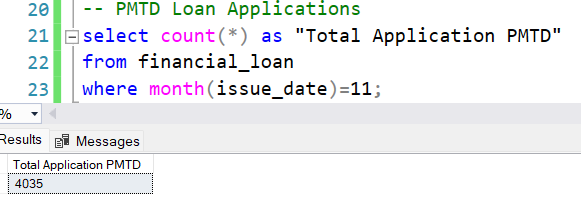 20 -- PMTD Loan Applications
21 select count(*) as "Total Application PMTD"
22 from financial_loan
23 where month(issue_date)=11;
%
Results Messages
Total Application PMTD
4035